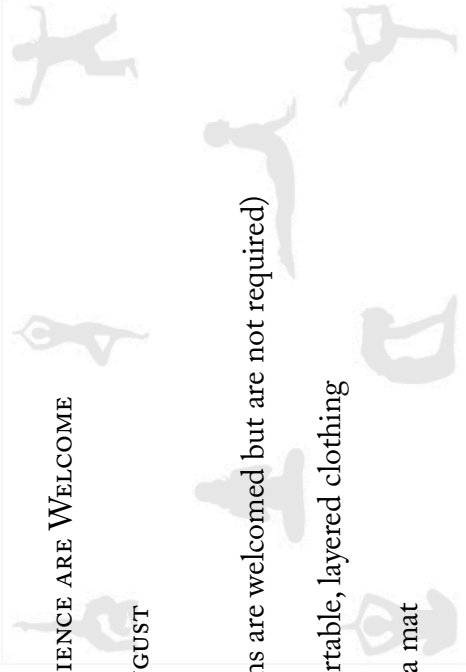 IENCE ARE WELCOME
GUST
ns are welcomed but are not required)
rtable, layered clothing
a mat